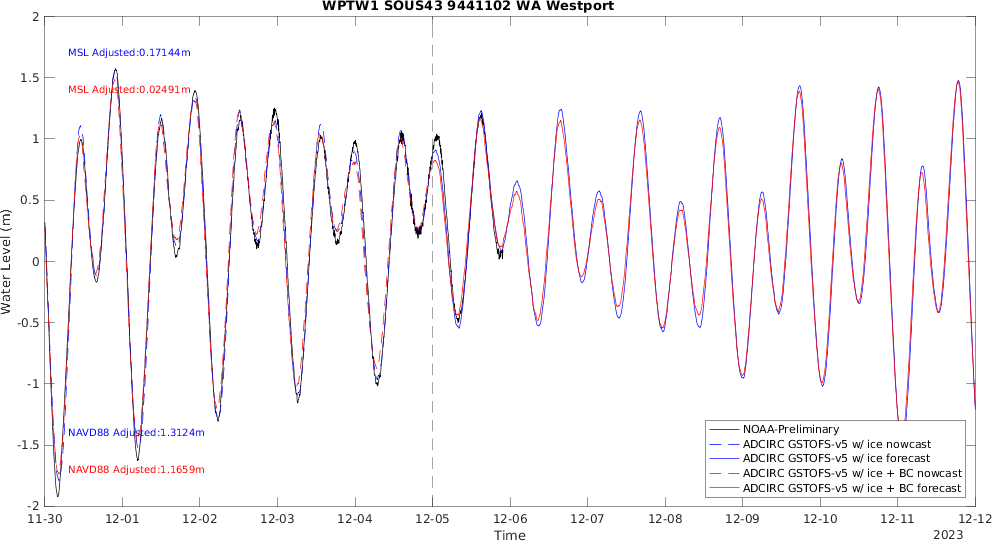 WPTW1 SOUS43 9441102 WA Westport
2
1.5
1
0.5
0
-0.5
-1
-1.5
-2
Water Level (m)
MSL Adjusted:0.17144m
MSL Adjusted:0.02491m
NAVD88 Adjusted:1.3124m
NAVD88 Adjusted:1.1659m
NOAA-Preliminary
ADCIRC GSTOFS-v5 w/ ice nowcast
ADCIRC GSTOFS-v5 w/ ice forecast
ADCIRC GSTOFS-v5 w/ ice + BC nowcast
ADCIRC GSTOFS-v5 w/ ice + BC forecast
11-30 12-01 12-02 12-03 12-04 12-05 12-06 12-07 12-08 12-09 12-10 12-11 12-12
Time
2023